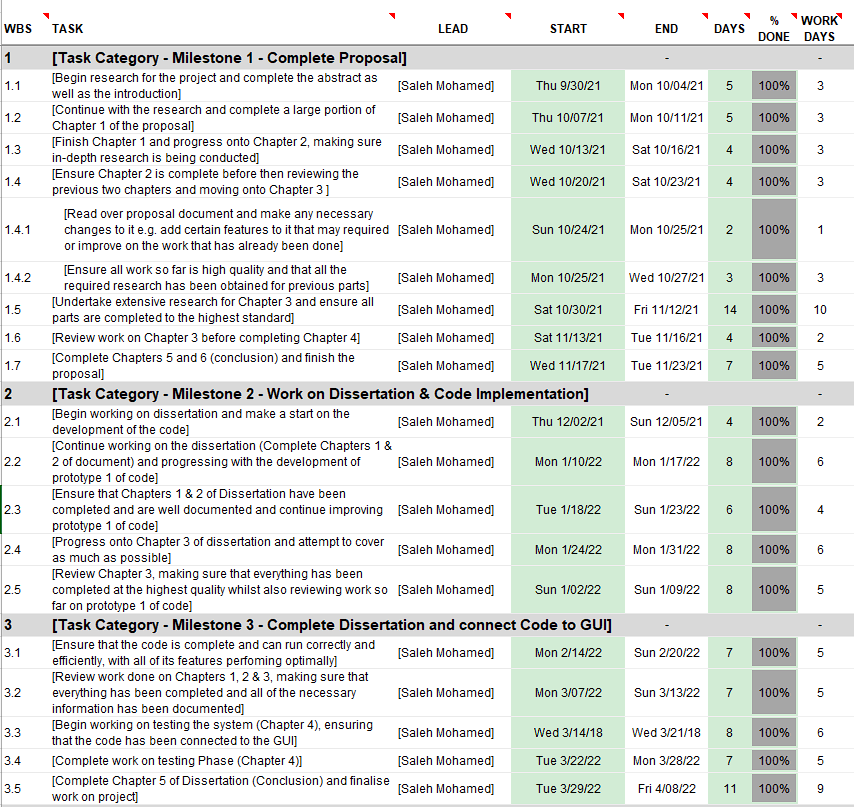 WBS TASK LEAD START END DAYS % DONE WORK DAYS
1 [Task Category - Milestone 1 - Complete Proposal] - -
1.1 [Begin research for the project and complete the abstract as
well as the introduction] [Saleh Mohamed] Thu 9/30/21 Mon 10/04/21 5 100% 3
1.2 [Continue with the research and complete a large portion of
Chapter 1 of the proposal] [Saleh Mohamed] Thu 10/07/21 Mon 10/11/21 5 100% 3
1.3 [Finish Chapter 1 and progress onto Chapter 2, making sure
in-depth research is being conducted] [Saleh Mohamed] Wed 10/13/21 Sat 10/16/21 4 100% 3
1.4 [Ensure Chapter 2 is complete before then reviewing the
previous two chapters and moving onto Chapter 3 ] [Saleh Mohamed] Wed 10/20/21 Sat 10/23/21 4 100% 3
[Read over proposal document and make any necessary
1.4.1 changes to it e.g. add certain features to it that may required [Saleh Mohamed] Sun 10/24/21 Mon 10/25/21 2 100% 1
or improve on the work that has already been done]
1.4.2 [Ensure all work so far is high quality and that all the
required research has been obtained for previous parts] [Saleh Mohamed] Mon 10/25/21 Wed 10/27/21 3 100% 3
1.5 [Undertake extensive research for Chapter 3 and ensure all
parts are completed to the highest standard] [Saleh Mohamed] Sat 10/30/21 Fri 11/12/21 14 100% 10
1.6 [Review work on Chapter 3 before completing Chapter 4] [Saleh Mohamed] Sat 11/13/21 Tue 11/16/21 4 100% 2
1.7 [Complete Chapters 5 and 6 (conclusion) and finish the
proposal] [Saleh Mohamed] Wed 11/17/21 Tue 11/23/21 7 100% 5
2 [Task Category - Milestone 2 - Work on Dissertation & Code Implementation] - -
2.1 [Begin working on dissertation and make a start on the
development of the code] [Saleh Mohamed] Thu 12/02/21 Sun 12/05/21 4 100% 2
[Continue working on the dissertation (Complete Chapters 1 &
2.2 2 of document) and progressing with the development of [Saleh Mohamed] Mon 1/10/22 Mon 1/17/22 8 100% 6
prototype 1 of code]
[Ensure that Chapters 1 & 2 of Dissertation have been
2.3 completed and are well documented and continue improving [Saleh Mohamed] Tue 1/18/22 Sun 1/23/22 6 100% 4
prototype 1 of code]
2.4 [Progress onto Chapter 3 of dissertation and attempt to cover
as much as possible] [Saleh Mohamed] Mon 1/24/22 Mon 1/31/22 8 100% 6
[Review Chapter 3, making sure that everything has been
2.5 completed at the highest quality whilst also reviewing work so [Saleh Mohamed] Sun 1/02/22 Sun 1/09/22 8 100% 5
far on prototype 1 of code]
3 [Task Category - Milestone 3 - Complete Dissertation and connect Code to GUI] - -
3.1 [Ensure that the code is complete and can run correctly and
efficiently, with all of its features perfoming optimally] [Saleh Mohamed] Mon 2/14/22 Sun 2/20/22 7 100% 5
[Review work done on Chapters 1, 2 & 3, making sure that
3.2 everything has been completed and all of the necessary [Saleh Mohamed] Mon 3/07/22 Sun 3/13/22 7 100% 5
information has been documented]
3.3 [Begin working on testing the system (Chapter 4), ensuring
that the code has been connected to the GUI] [Saleh Mohamed] Wed 3/14/18 Wed 3/21/18 8 100% 6
3.4 [Complete work on testing Phase (Chapter 4)] [Saleh Mohamed] Tue 3/22/22 Mon 3/28/22 7 100% 5
3.5 [Complete Chapter 5 of Dissertation (Conclusion) and finalise
work on project] [Saleh Mohamed] Tue 3/29/22 Fri 4/08/22 11 100% 9